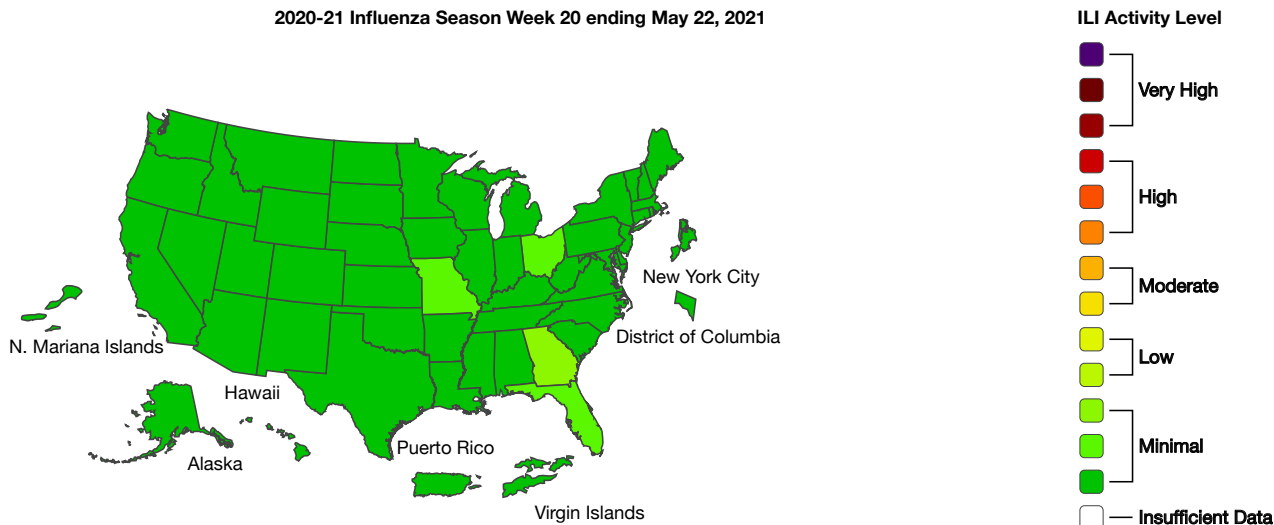 2020-21 Influenza Season Week 20 ending May 22, 2021
ILI Activity Level
Very High
High
New York City
Moderate
District of Columbia
N. Mariana Islands
Low
Hawaii
Puerto Rico
Minimal
Alaska
Virgin Islands
Insufficient Data